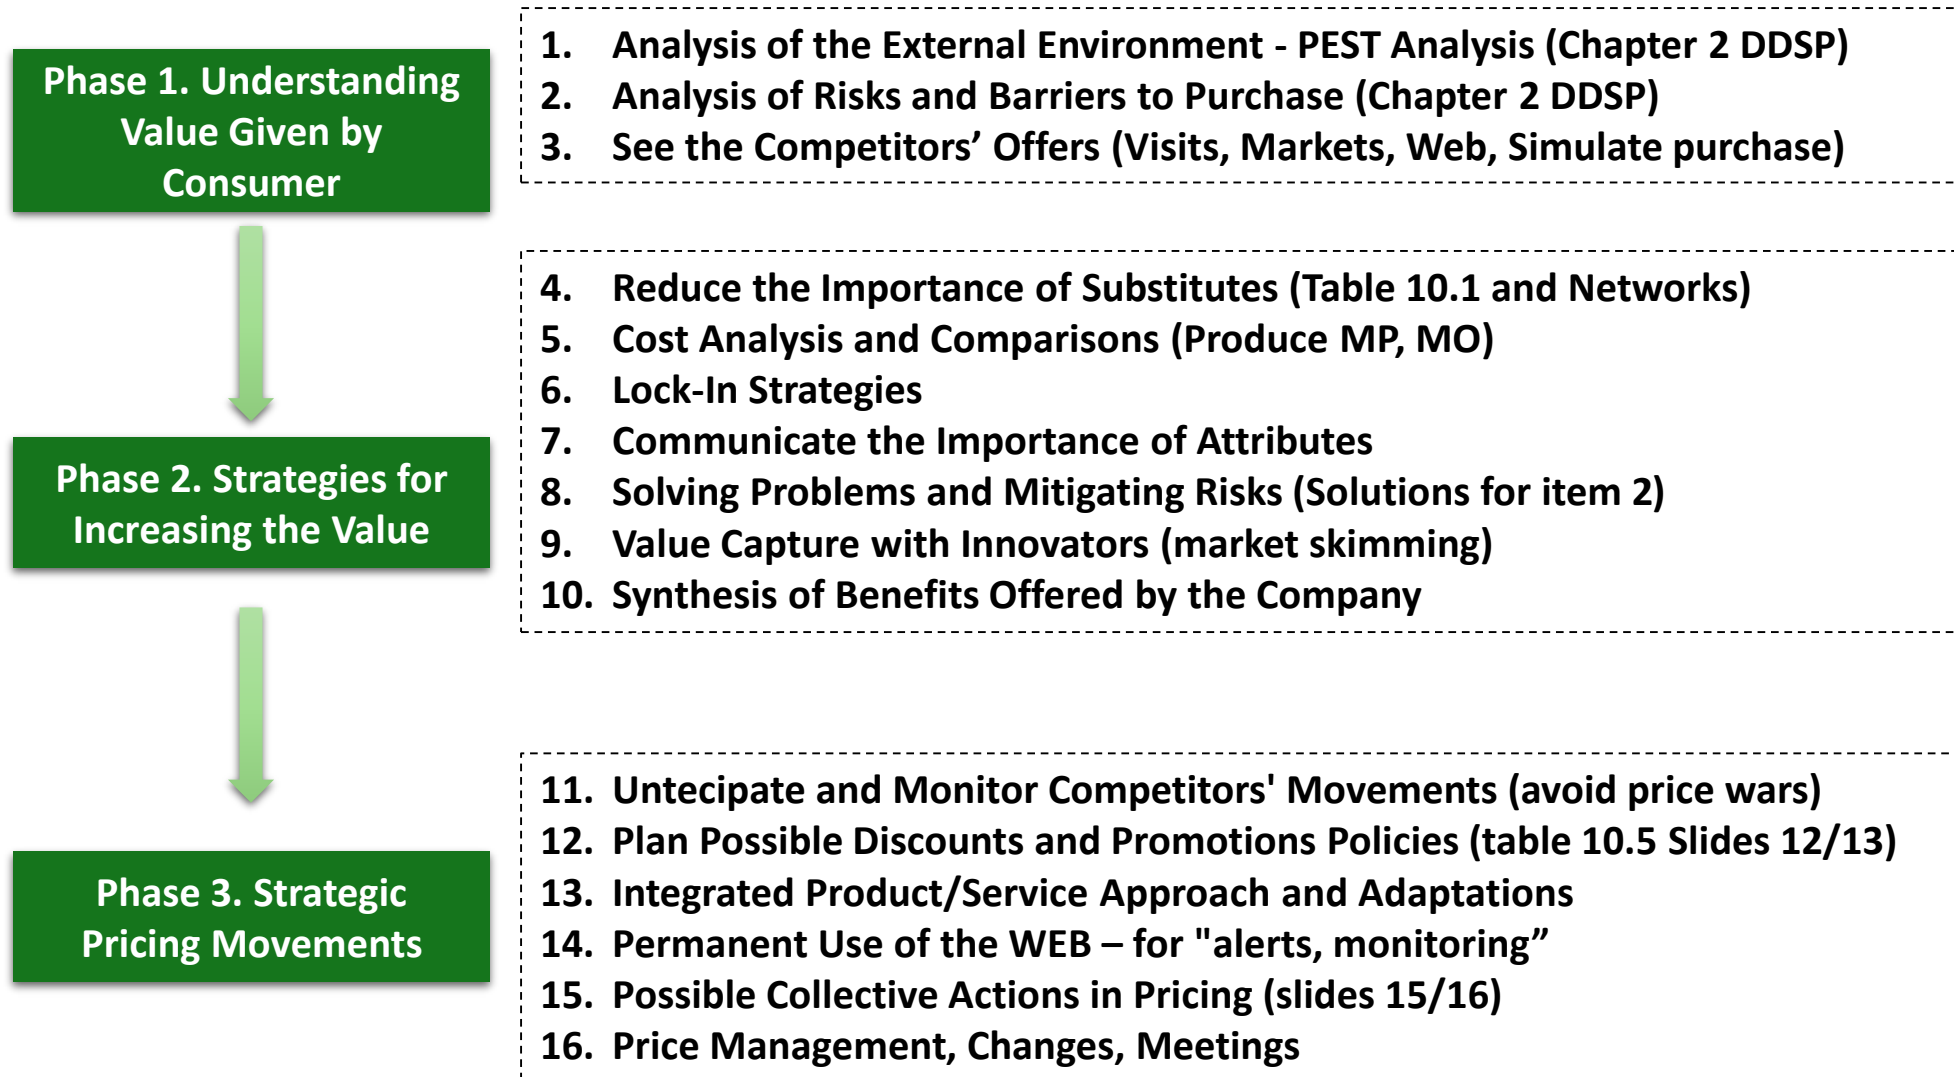 Phase 1. Understanding
Value Given by
Consumer
1. Analysis of the External Environment - PEST Analysis (Chapter 2 DDSP)
2. Analysis of Risks and Barriers to Purchase (Chapter 2 DDSP)
3. See the Competitors’ Offers (Visits, Markets, Web, Simulate purchase)
Phase 2. Strategies for
Increasing the Value
4. Reduce the Importance of Substitutes (Table 10.1 and Networks)
5. Cost Analysis and Comparisons (Produce MP, MO)
6. Lock-In Strategies
7. Communicate the Importance of Attributes
8. Solving Problems and Mitigating Risks (Solutions for item 2)
9. Value Capture with Innovators (market skimming)
10. Synthesis of Benefits Offered by the Company
Phase 3. Strategic
Pricing Movements
11. Untecipate and Monitor Competitors' Movements (avoid price wars)
12. Plan Possible Discounts and Promotions Policies (table 10.5 Slides 12/13)
13. Integrated Product/Service Approach and Adaptations
14. Permanent Use of the WEB – for "alerts, monitoring”
15. Possible Collective Actions in Pricing (slides 15/16)
16. Price Management, Changes, Meetings